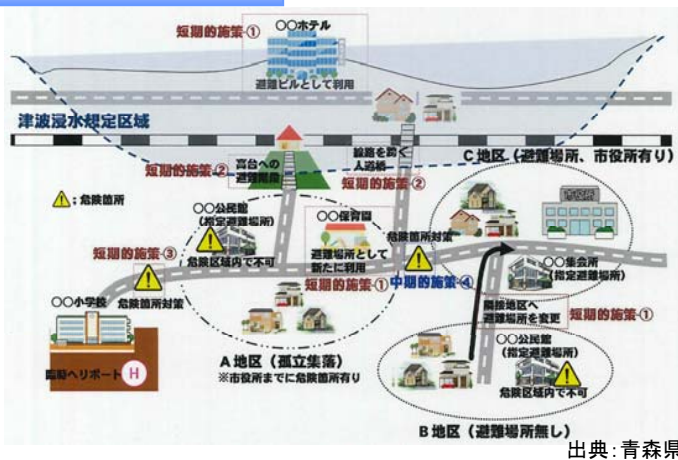 短期的施策-①
○○ホテル
避難ビルとして利用
津波浸水想定区域
高台への
避難階段
短期的施策-②
線路を跨ぐ
人道橋
短期的施策-②
C地区（避難場所、市役所有り）
市役所
⚠;危険箇所
○○公民館
（指定避難場所）
危険区域内で不可
○○保育園
避難場所として
新たに利用
短期的施策-①
危険箇所対策
中期的施策-④
○○集会所
（指定避難場所）
短期的施策-③
危険箇所対策
○○小学校
臨時ヘリポート H
A地区（孤立集落）
※市役所までに危険箇所有り
隣接地区へ
避難場所を変更
短期的施策-①
○○公民館
（指定避難場所）
危険区域内で不可
B地区（避難場所無し）
出典：青森県